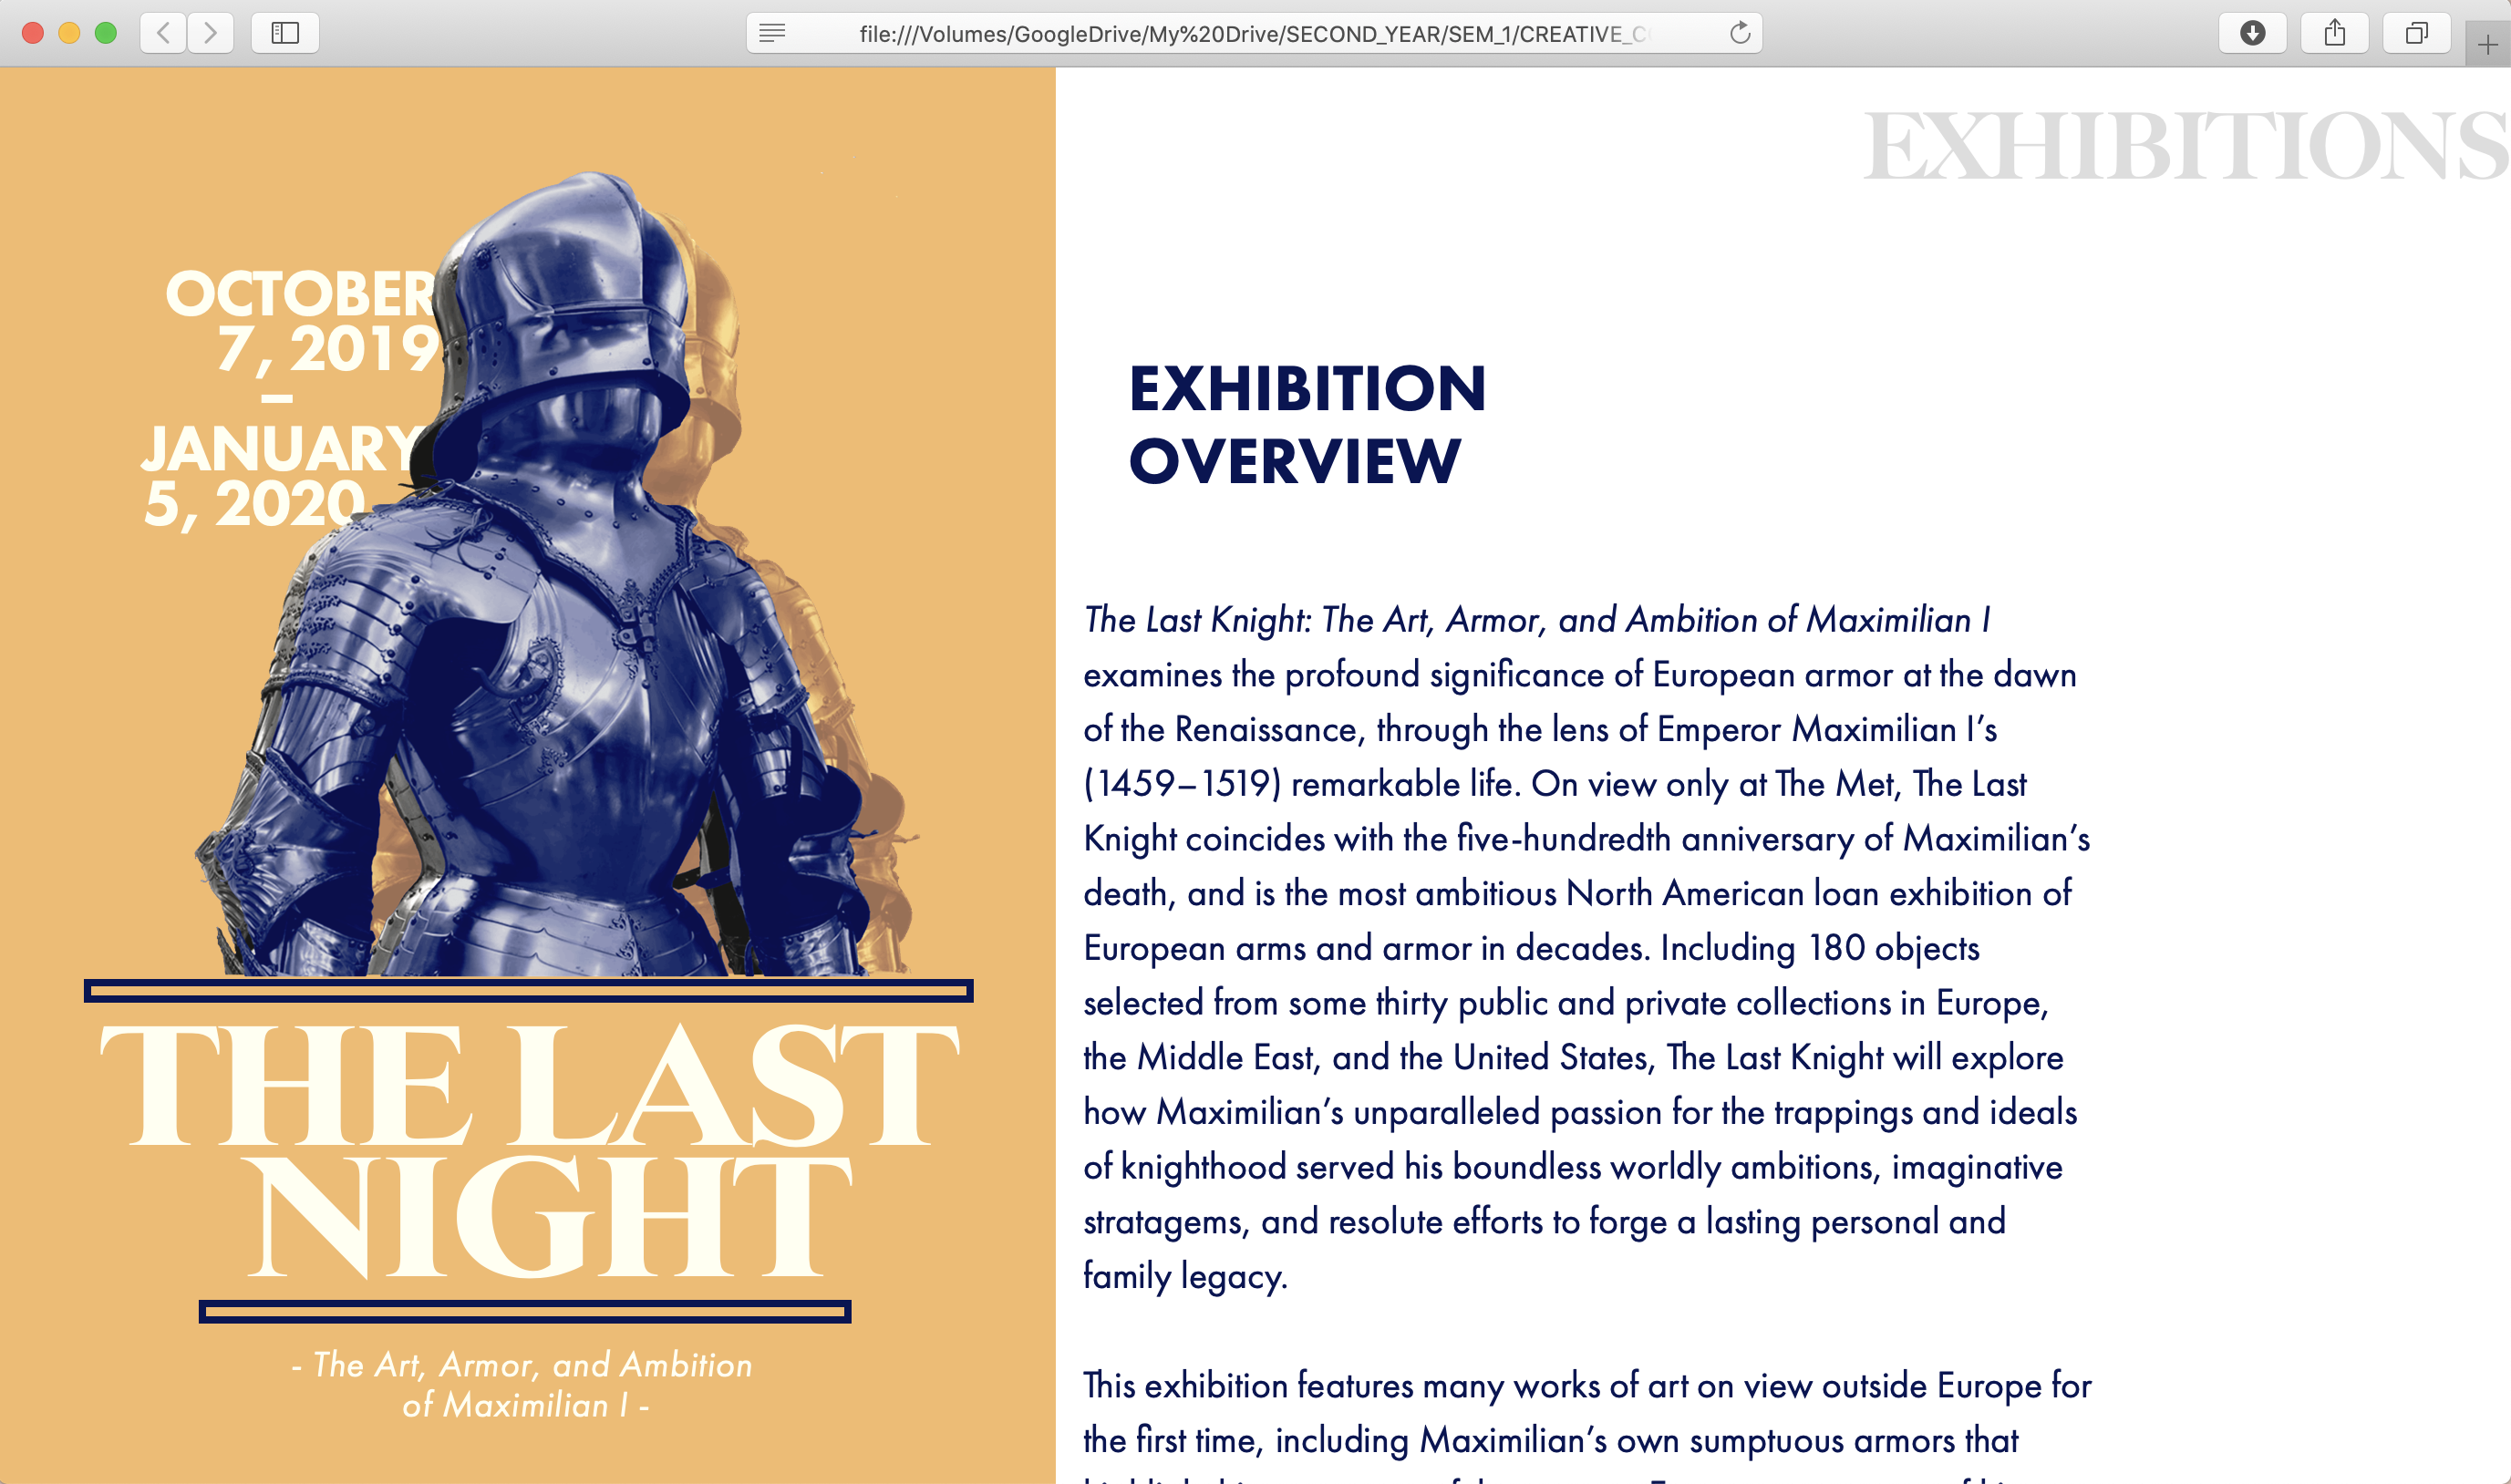 file:///Volumes/GoogleDrive/My%20Drive/SECOND_YEAR/SEM_1/CREATIVE_C
EXHIBITIONS
OCTOBER
7, 2019
–
JANUARY
5, 2020
THE LAST
NIGHT
- The Art, Armor, and Ambition
of Maximilian I -
EXHIBITION
OVERVIEW
The Last Knight: The Art, Armor, and Ambition of Maximilian I
examines the profound significance of European armor at the dawn
of the Renaissance, through the lens of Emperor Maximilian I’s
(1459–1519) remarkable life. On view only at The Met, The Last
Knight coincides with the five-hundredth anniversary of Maximilian’s
death, and is the most ambitious North American loan exhibition of
European arms and armor in decades. Including 180 objects
selected from some thirty public and private collections in Europe,
the Middle East, and the United States, The Last Knight will explore
how Maximilian’s unparalleled passion for the trappings and ideals
of knighthood served his boundless worldly ambitions, imaginative
stratagems, and resolute efforts to forge a lasting personal and
family legacy.
This exhibition features many works of art on view outside Europe for
the first time, including Maximilian’s own sumptuous armors that